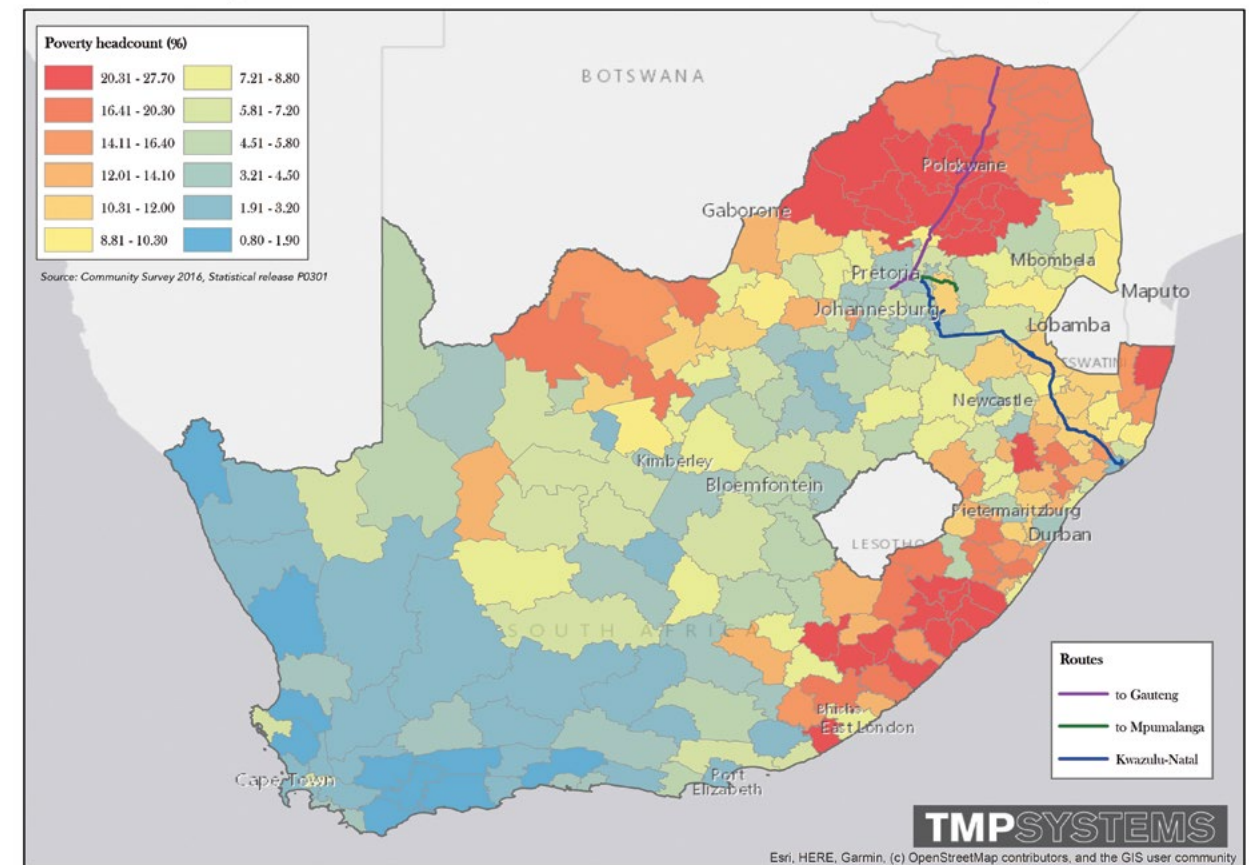 Poverty headcount (%)
20.31 - 27.70
7.21 - 8.80
16.41 - 20.30
5.81 - 7.20
14.11 - 16.40
4.51 - 5.80
12.01 - 14.10
3.21 - 4.50
10.31 - 12.00
1.91 - 3.20
8.81 - 10.30
0.80 - 1.90
Source: Community Survey 2016, Statistical release P0301
BOTSWANA
Polokwane
Gaborone
Mbombela
Pretoria
Maputo
Johannesburg
Lobamba
ESWATINI
Newcastle
Kimberley
Bloemfontein
Pietermaritzburg
Durban
LESOTHO
SOUTH AFRICA
Bhisho
East London
Cape Town
Port
Elizabeth
Routes
to Gauteng
to Mpumalanga
Kwazulu-Natal
TMPSYSTEMS
Esri, HERE, Garmin, (c) OpenStreetMap contributors, and the GIS user community